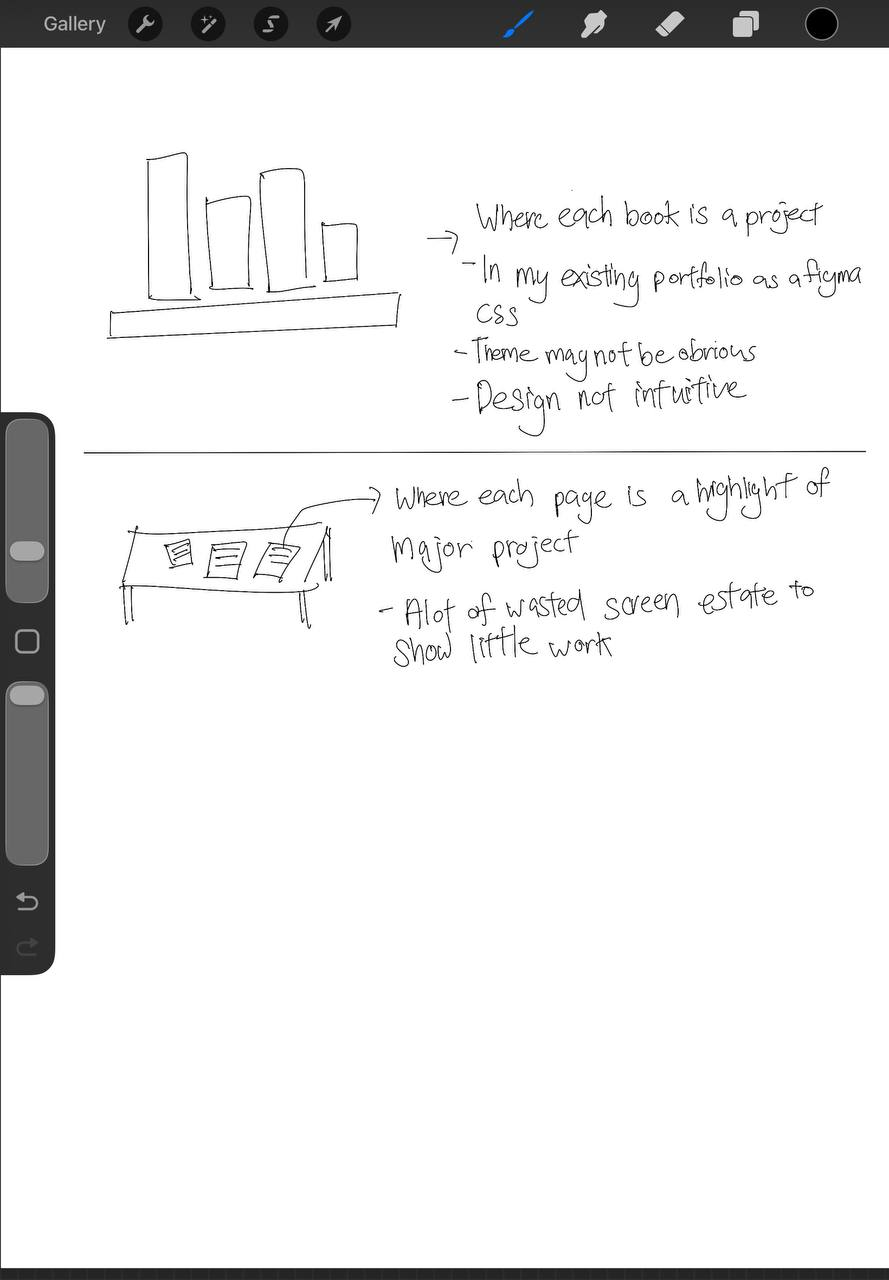 Gallery
Where each book is a project
- In my existing portfolio as a figma
css
- Theme may not be obvious
- Design not intuitive
Where each page is a highlight of
major project
- Alot of wasted screen estate to
show little work